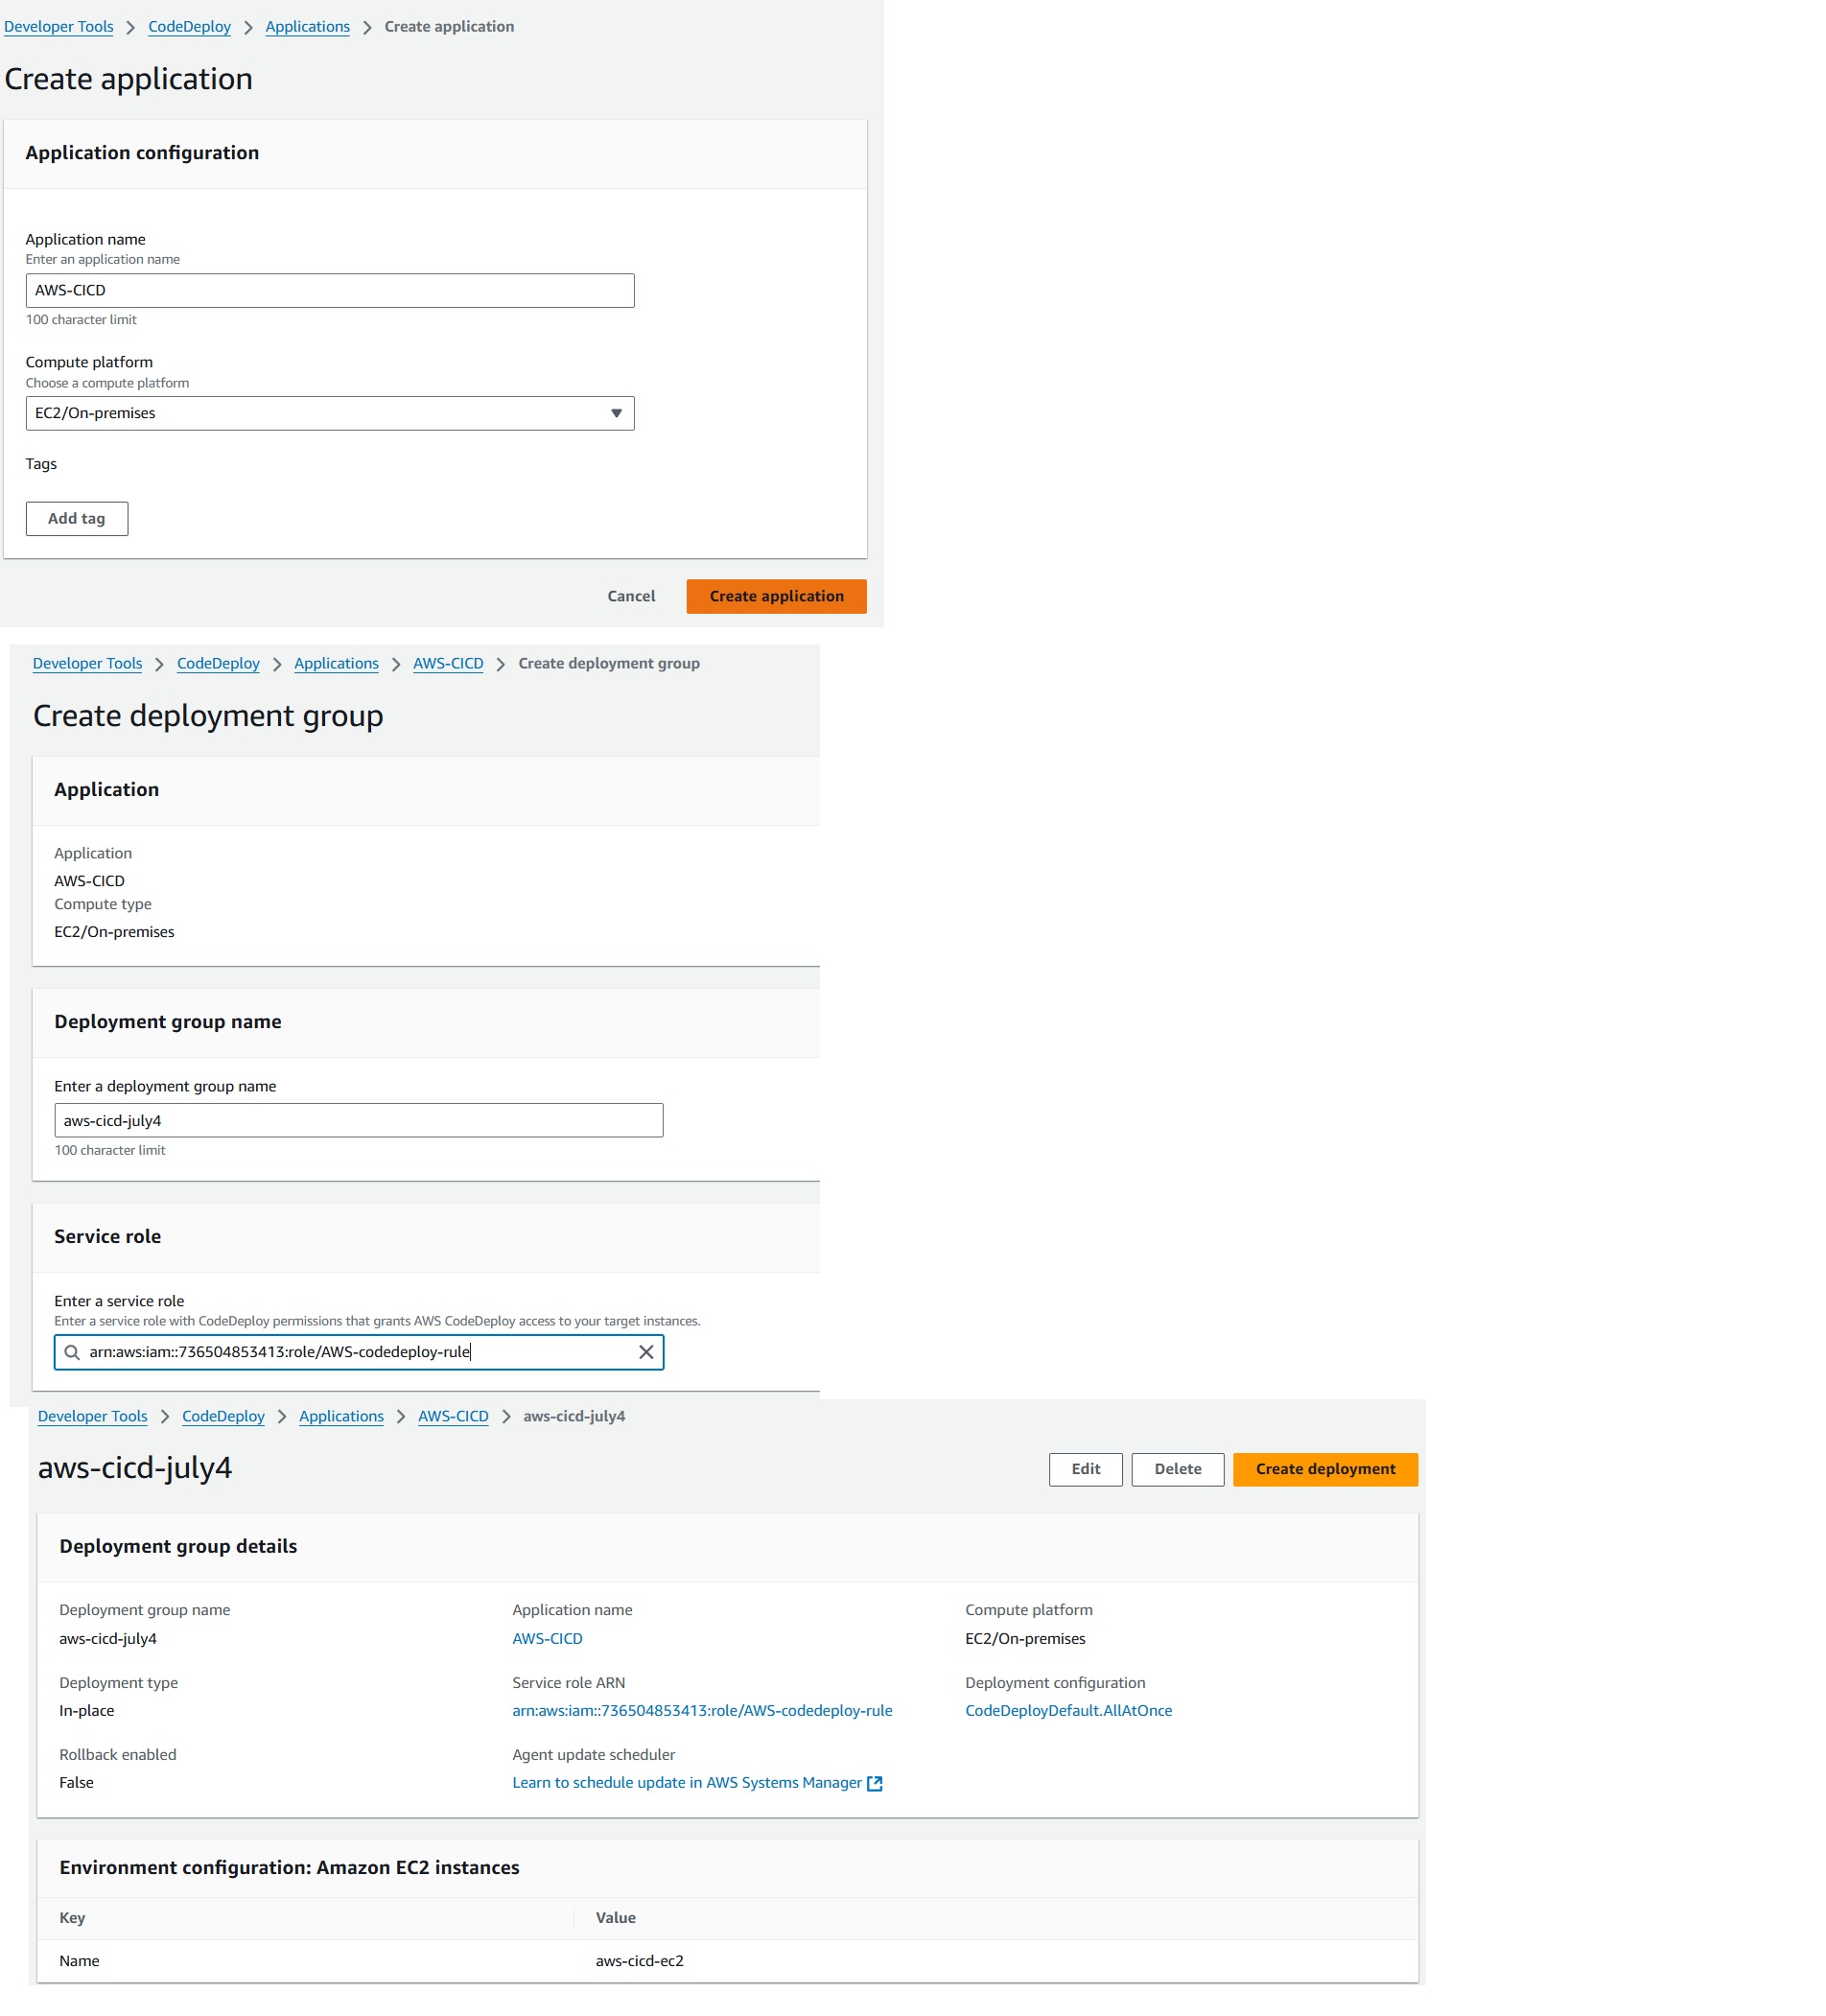 Developer Tools > CodeDeploy > Applications > Create application
Create application
Application configuration
Application name
Enter an application name
AWS-CICD
100 character limit
Compute platform
Choose a compute platform
EC2/On-premises
Tags
Add tag
Cancel Create application
Developer Tools > CodeDeploy > Applications > AWS-CICD > Create deployment group
Create deployment group
Application
Application
AWS-CICD
Compute type
EC2/On-premises
Deployment group name
Enter a deployment group name
aws-cicd-july4
100 character limit
Service role
Enter a service role
Enter a service role with CodeDeploy permissions that grants AWS CodeDeploy access to your target instances.
arn:aws:iam::736504853413:role/AWS-codedeploy-rule
Developer Tools > CodeDeploy > Applications > AWS-CICD > aws-cicd-july4
aws-cicd-july4 Edit Delete Create deployment
Deployment group details
Deployment group name Application name Compute platform
aws-cicd-july4 AWS-CICD EC2/On-premises
Deployment type Service role ARN Deployment configuration
In-place arn:aws:iam::736504853413:role/AWS-codedeploy-rule CodeDeployDefault.AllAtOnce
Rollback enabled Agent update scheduler
False Learn to schedule update in AWS Systems Manager
Environment configuration: Amazon EC2 instances
Key Value
Name aws-cicd-ec2